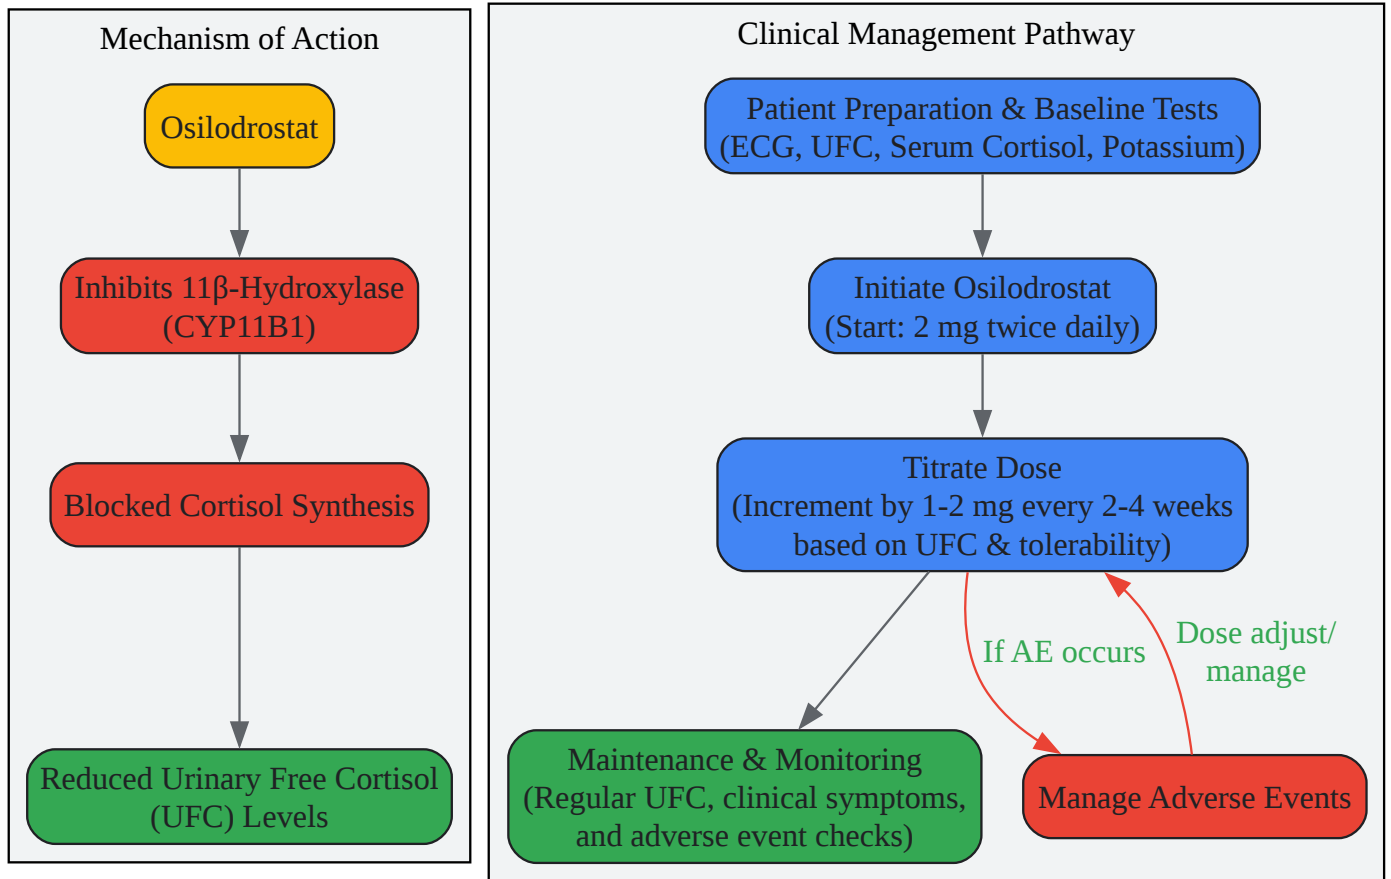 Mechanism of Action
Osilodrostat
Inhibits 11β-Hydroxylase
(CYP11B1)
Blocked Cortisol Synthesis
Reduced Urinary Free Cortisol
(UFC) Levels
Clinical Management Pathway
Patient Preparation & Baseline Tests
(ECG, UFC, Serum Cortisol, Potassium)
Initiate Osilodrostat
(Start: 2 mg twice daily)
Titrate Dose
(Increment by 1-2 mg every 2-4 weeks
based on UFC & tolerability)
If AE occurs
Dose adjust/
manage
Maintenance & Monitoring
(Regular UFC, clinical symptoms,
and adverse event checks)
Manage Adverse Events